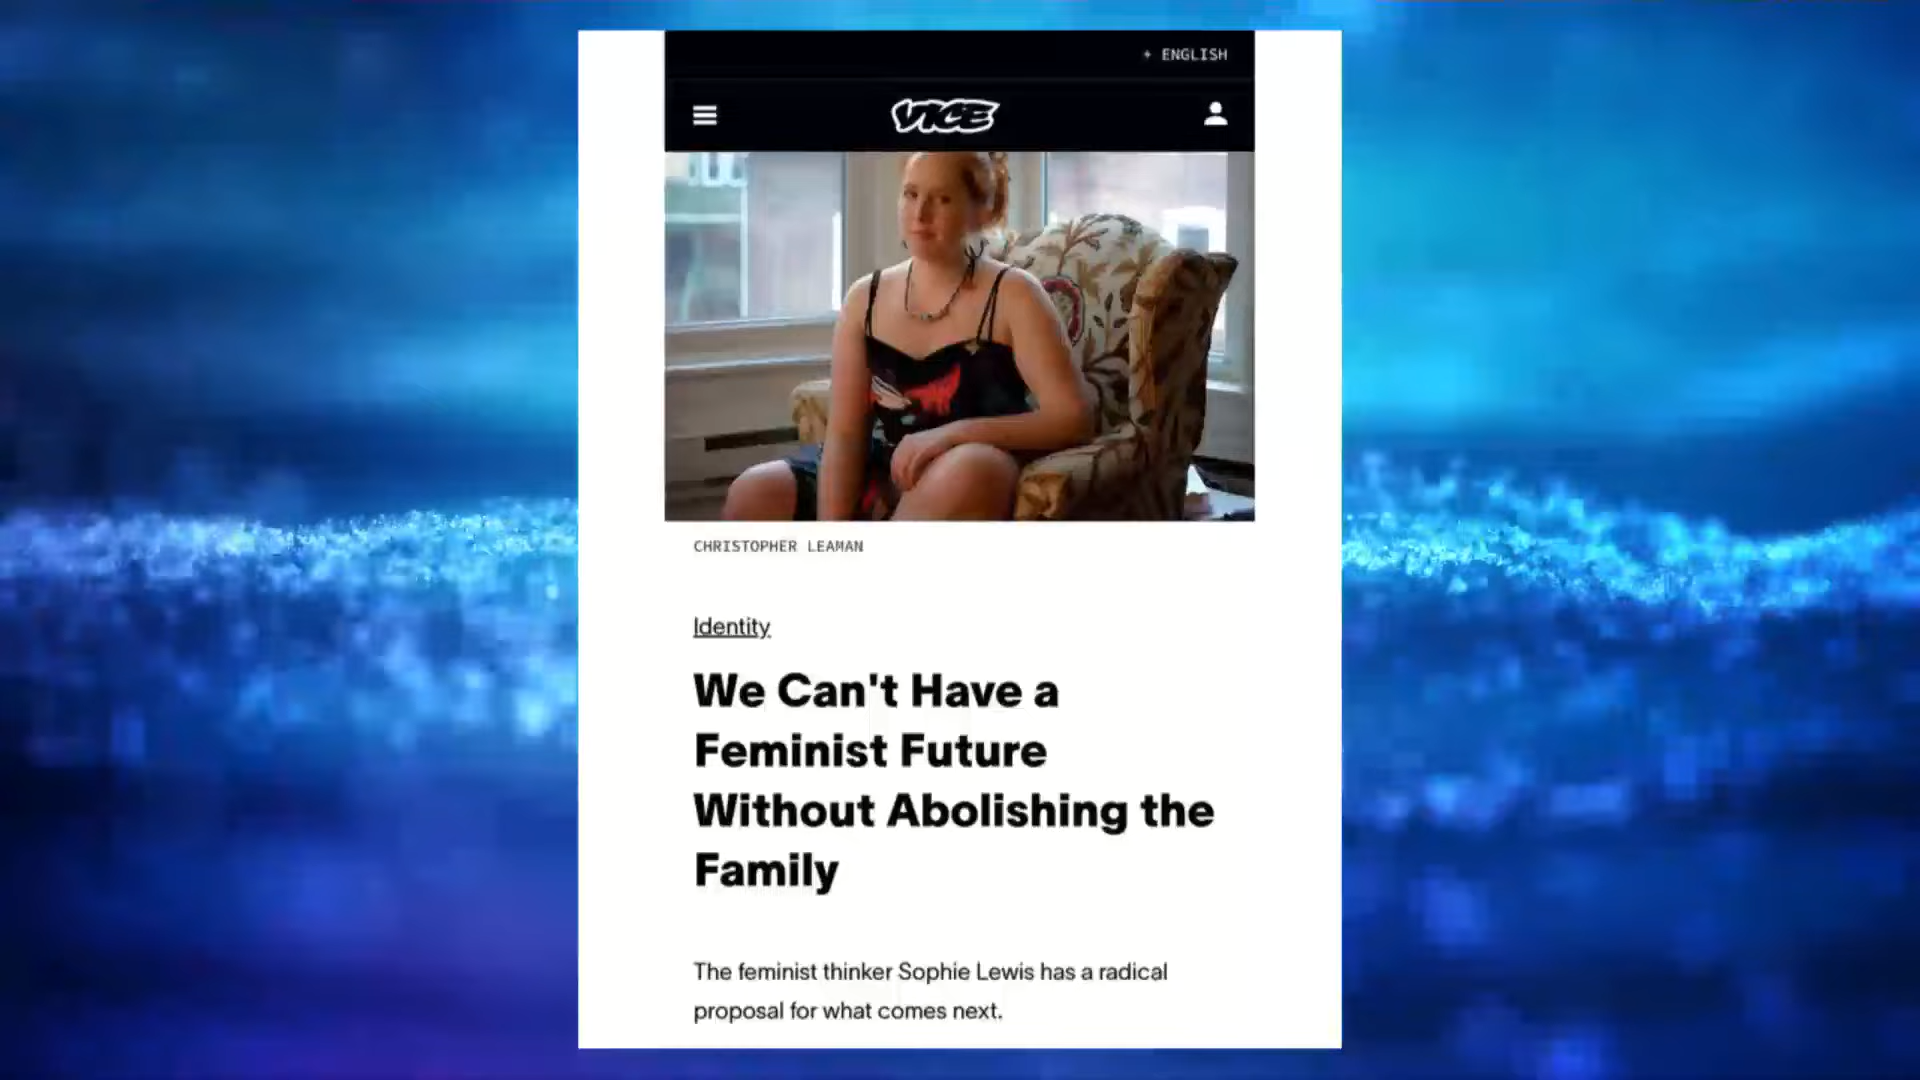 + ENGLISH
VICE
CHRISTOPHER LEAMAN
Identity
We Can't Have a
Feminist Future
Without Abolishing the
Family
The feminist thinker Sophie Lewis has a radical
proposal for what comes next.